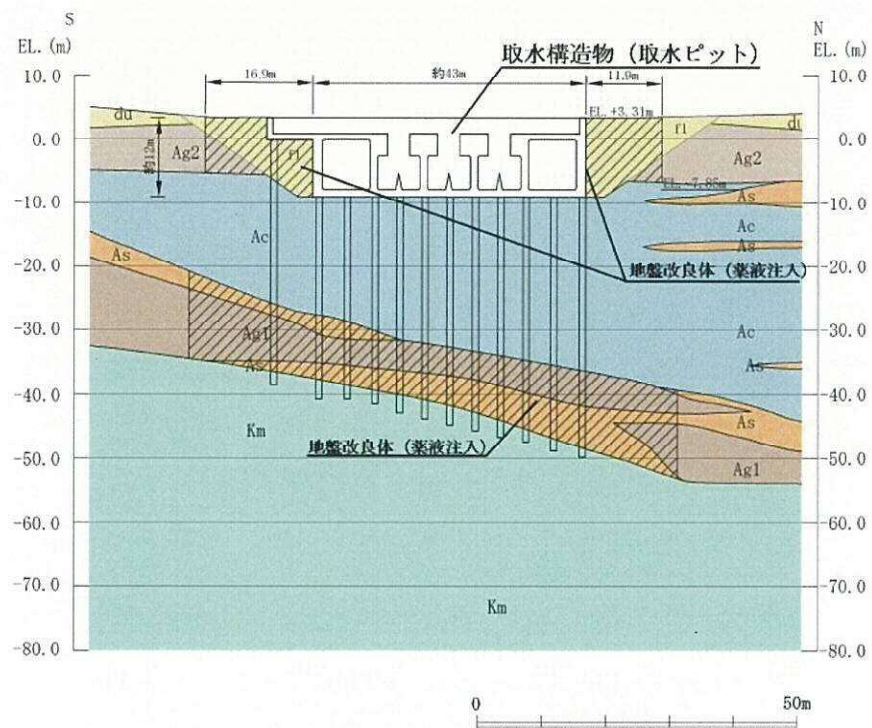 S
EL. (m)
N
EL. (m)
取水構造物 (取水ピット)
16.9m
約43m
11.9m
EL. +3.31m
10.0
0.0
-10.0
-20.0
-30.0
-40.0
-50.0
-60.0
-70.0
-80.0
10.0
0.0
-10.0
-20.0
-30.0
-40.0
-50.0
-60.0
-70.0
-80.0
du
fl
du
Ag2
約12m
fl
Ag2
EL. -7.85m
As
Ac
Ac
As
As
地盤改良体 (薬液注入)
Ag1
Ac
As
As
As
地盤改良体 (薬液注入)
Km
Ag1
Km
0
50m